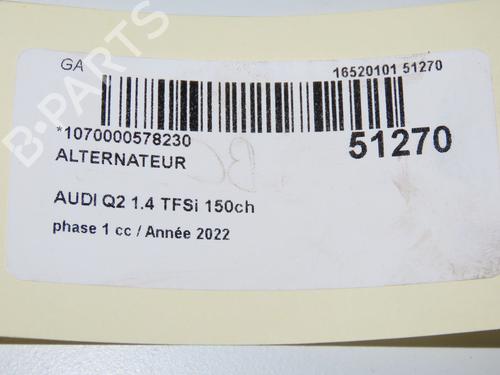 GA 16520101 51270
*1070000578230 51270
ALTERNATEUR
AUDI Q2 1.4 TFSi 150ch
phase 1 cc / Année 2022
B-PARTS